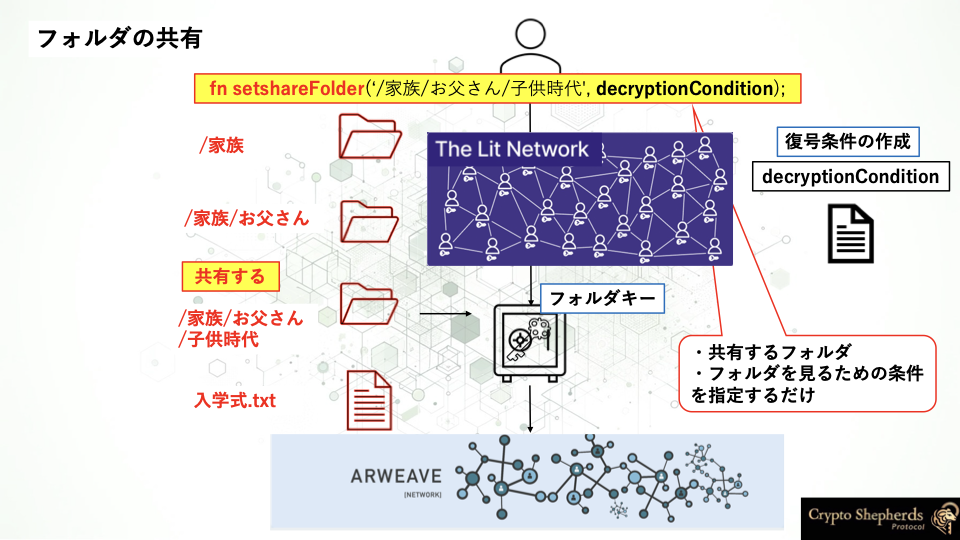 フォルダの共有
fn setshareFolder(‘/家族/お父さん/子供時代', decryptionCondition);
/家族
The Lit Network
復号条件の作成
decryptionCondition
/家族/お父さん
共有する
フォルダキー
/家族/お父さん
/子供時代
・共有するフォルダ
・フォルダを見るための条件
を指定するだけ
入学式.txt
ARWEAVE
[NETWORK]
Crypto Shepherds
Protocol